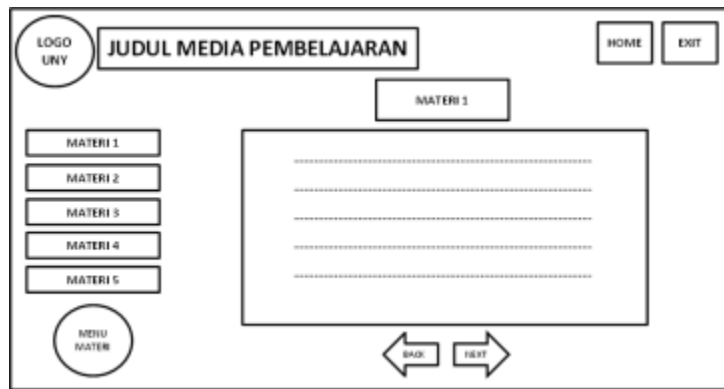 LOGO
UNY
JUDUL MEDIA PEMBELAJARAN
HOME
EXIT
MATERI 1
MATERI 1
MATERI 2
MATERI 3
MATERI 4
MATERI 5
MENU
MATERI
BACK
NEXT